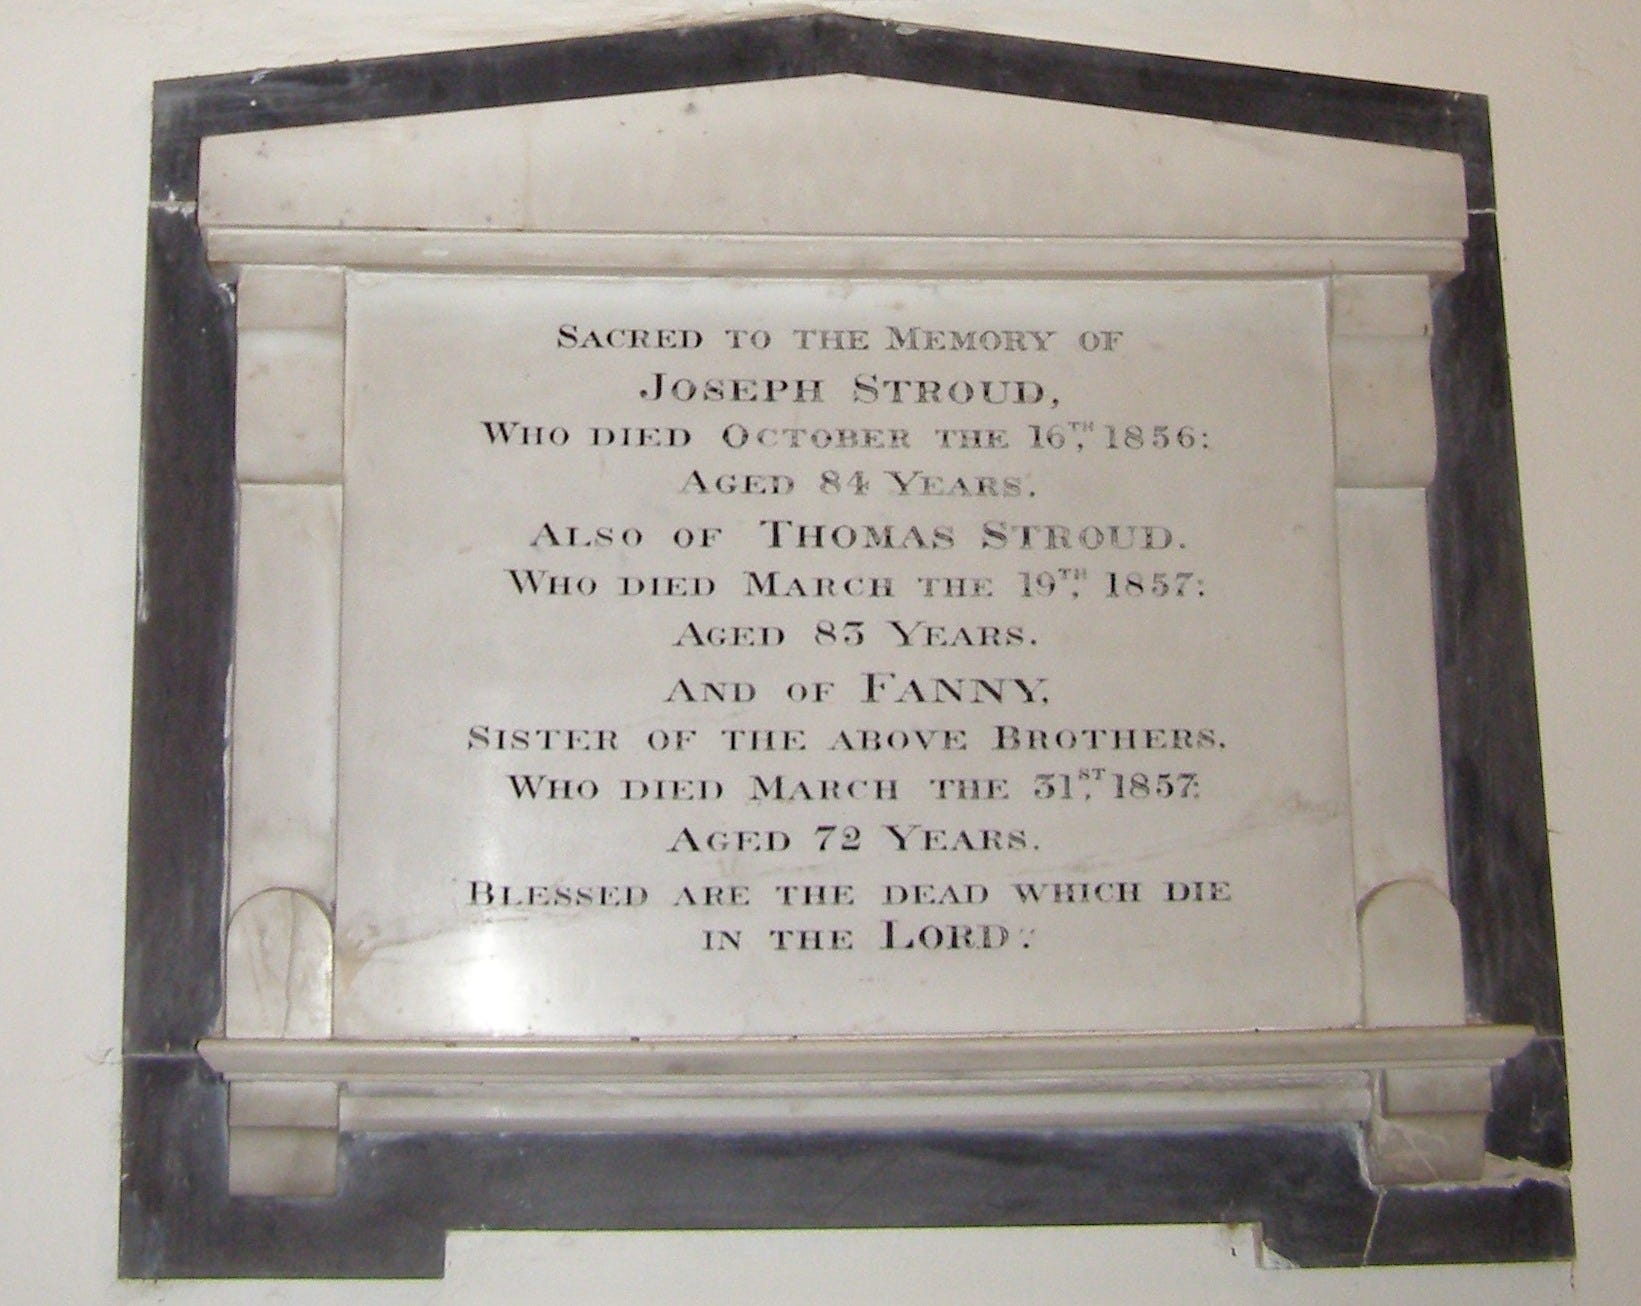 Sacred to the Memory of
Joseph Stroud,
Who died October the 16TH, 1856:
Aged 84 Years.
Also of Thomas Stroud.
Who died March the 19TH, 1857:
Aged 83 Years.
And of Fanny,
Sister of the above Brothers,
Who died March the 31ST, 1857:
Aged 72 Years.
Blessed are the dead which die
in the Lord: